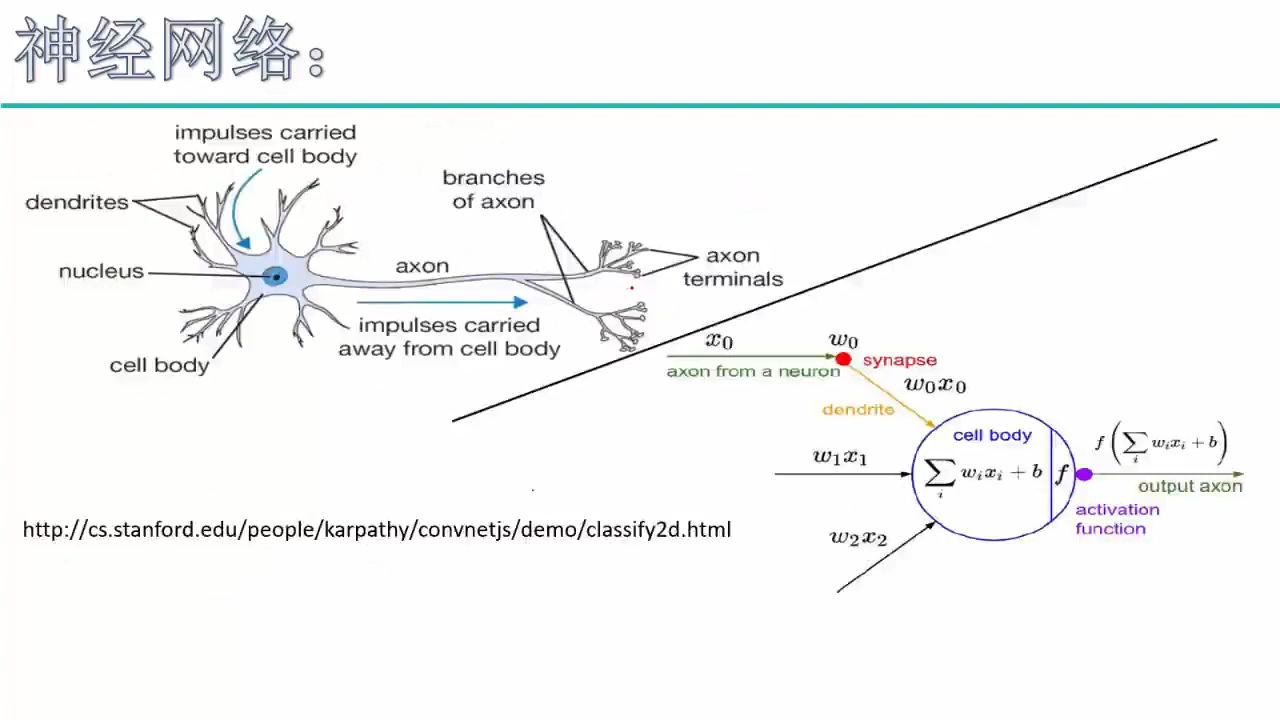 神经网络：
impulses carried
toward cell body
dendrites
nucleus
cell body
axon
impulses carried
away from cell body
branches
of axon
axon
terminals
x₀
axon from a neuron
w₀
synapse
w₀x₀
dendrite
w₁x₁
w₂x₂
cell body
∑ᵢ wᵢxᵢ + b
f
f(∑ᵢ wᵢxᵢ + b)
output axon
activation
function
http://cs.stanford.edu/people/karpathy/convnetjs/demo/classify2d.html